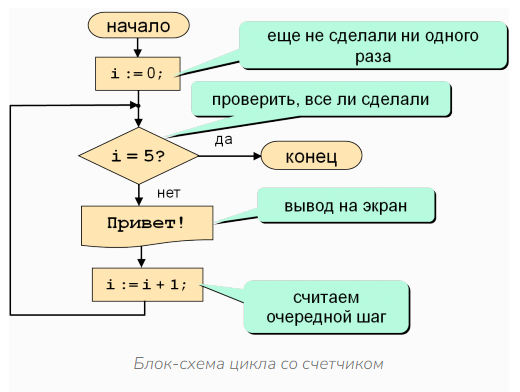 начало
еще не сделали ни одного
раза
i:=0;
проверить, все ли сделали
да
i=5?
конец
нет
Привет!
вывод на экран
i:=i+1;
считаем
очередной шаг
Блок-схема цикла со счетчиком